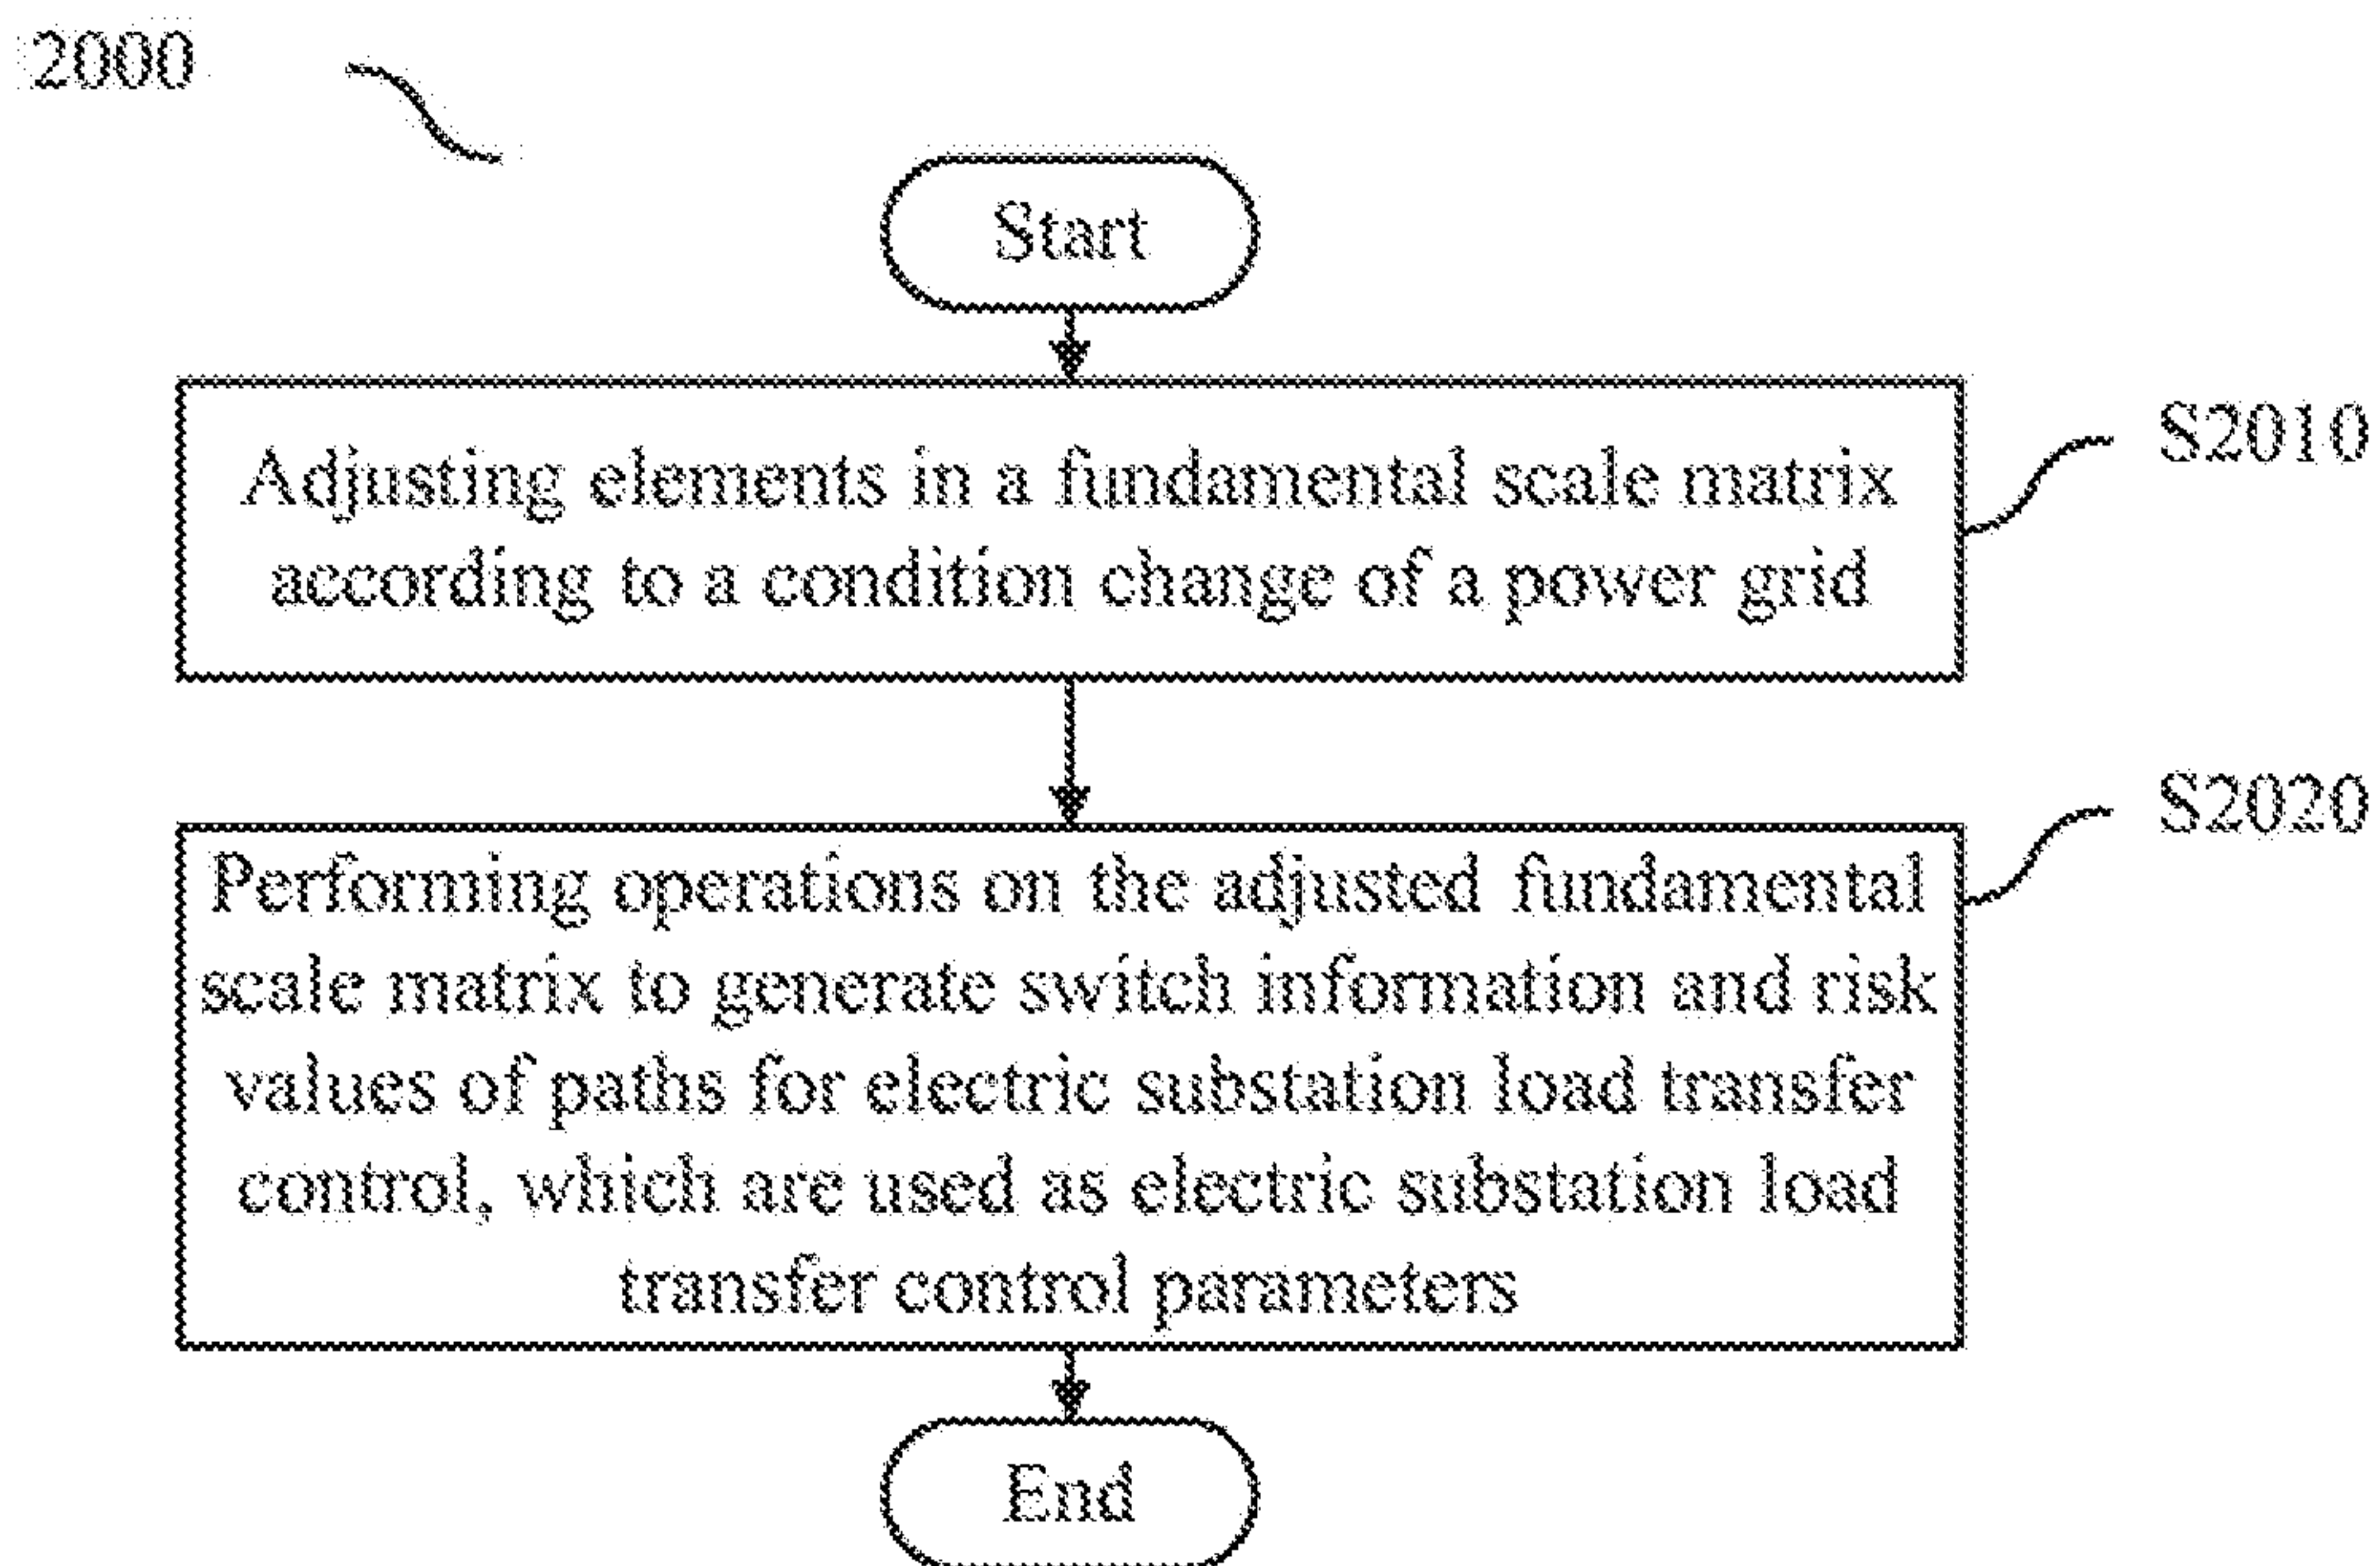 2000
Start
Adjusting elements in a fundamental scale matrix
according to a condition change of a power grid
S2010
Performing operations on the adjusted fundamental
scale matrix to generate switch information and risk
values of paths for electric substation load transfer
control, which are used as electric substation load
transfer control parameters
S2020
End